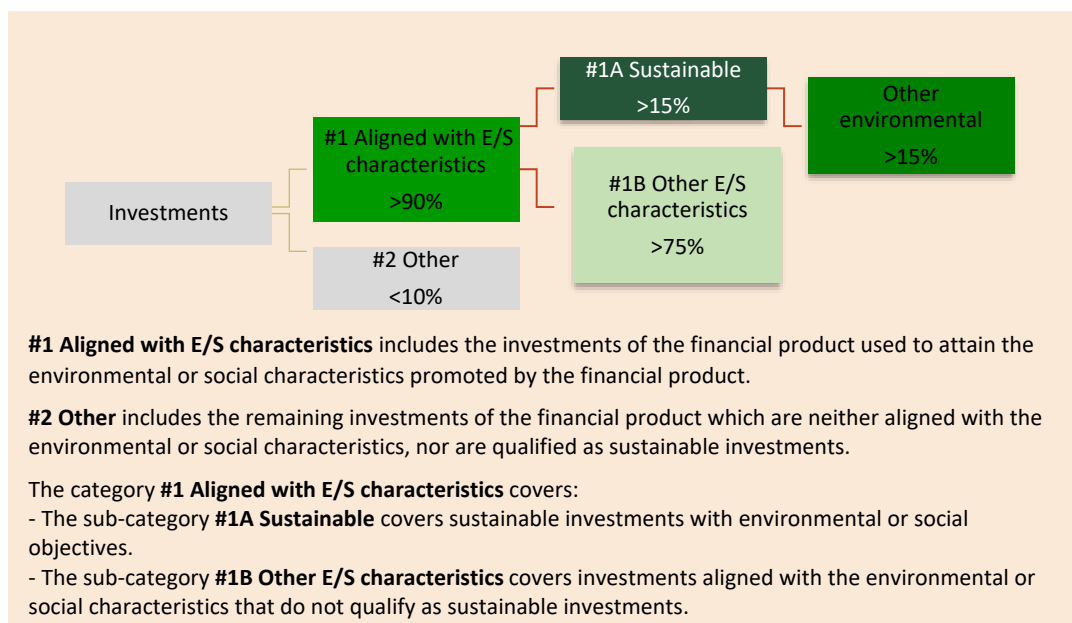 Investments
#1 Aligned with E/S
characteristics
>90%
#2 Other
<10%
#1A Sustainable
>15%
#1B Other E/S
characteristics
>75%
Other
environmental
>15%
#1 Aligned with E/S characteristics includes the investments of the financial product used to attain the
environmental or social characteristics promoted by the financial product.
#2 Other includes the remaining investments of the financial product which are neither aligned with the
environmental or social characteristics, nor are qualified as sustainable investments.
The category #1 Aligned with E/S characteristics covers:
- The sub-category #1A Sustainable covers sustainable investments with environmental or social
objectives.
- The sub-category #1B Other E/S characteristics covers investments aligned with the environmental or
social characteristics that do not qualify as sustainable investments.